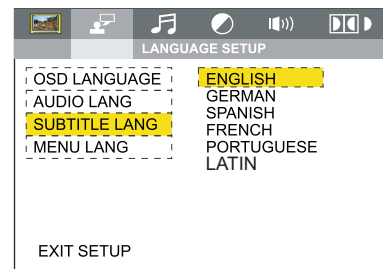 LANGUAGE SETUP
OSD LANGUAGE
AUDIO LANG
SUBTITLE LANG
MENU LANG
ENGLISH
GERMAN
SPANISH
FRENCH
PORTUGUESE
LATIN
EXIT SETUP